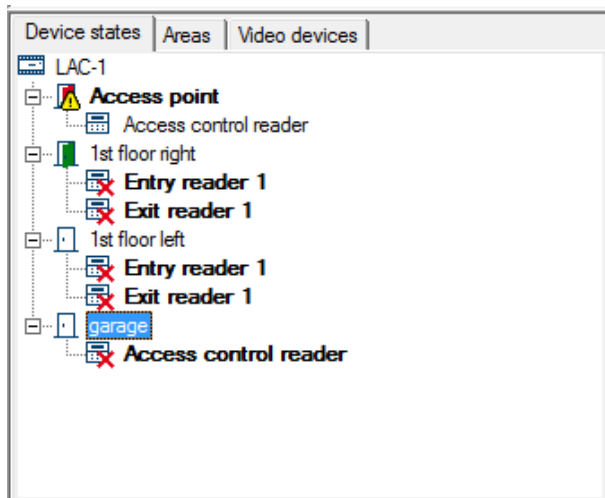 Device states Areas Video devices
LAC-1
Access point
Access control reader
1st floor right
Entry reader 1
Exit reader 1
1st floor left
Entry reader 1
Exit reader 1
garage
Access control reader